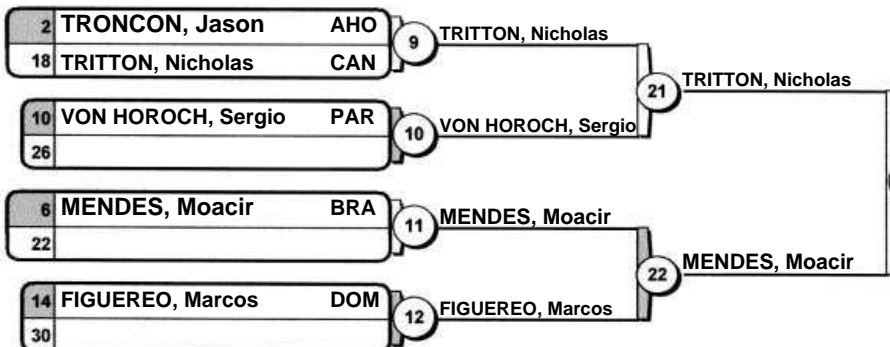 2 TRONCON, Jason AHO
18 TRITTON, Nicholas CAN
9 TRITTON, Nicholas
10 VON HOROCH, Sergio PAR
26
10 VON HOROCH, Sergio
21 TRITTON, Nicholas
6 MENDES, Moacir BRA
22
11 MENDES, Moacir
14 FIGUEREO, Marcos DOM
30
12 FIGUEREO, Marcos
22 MENDES, Moacir